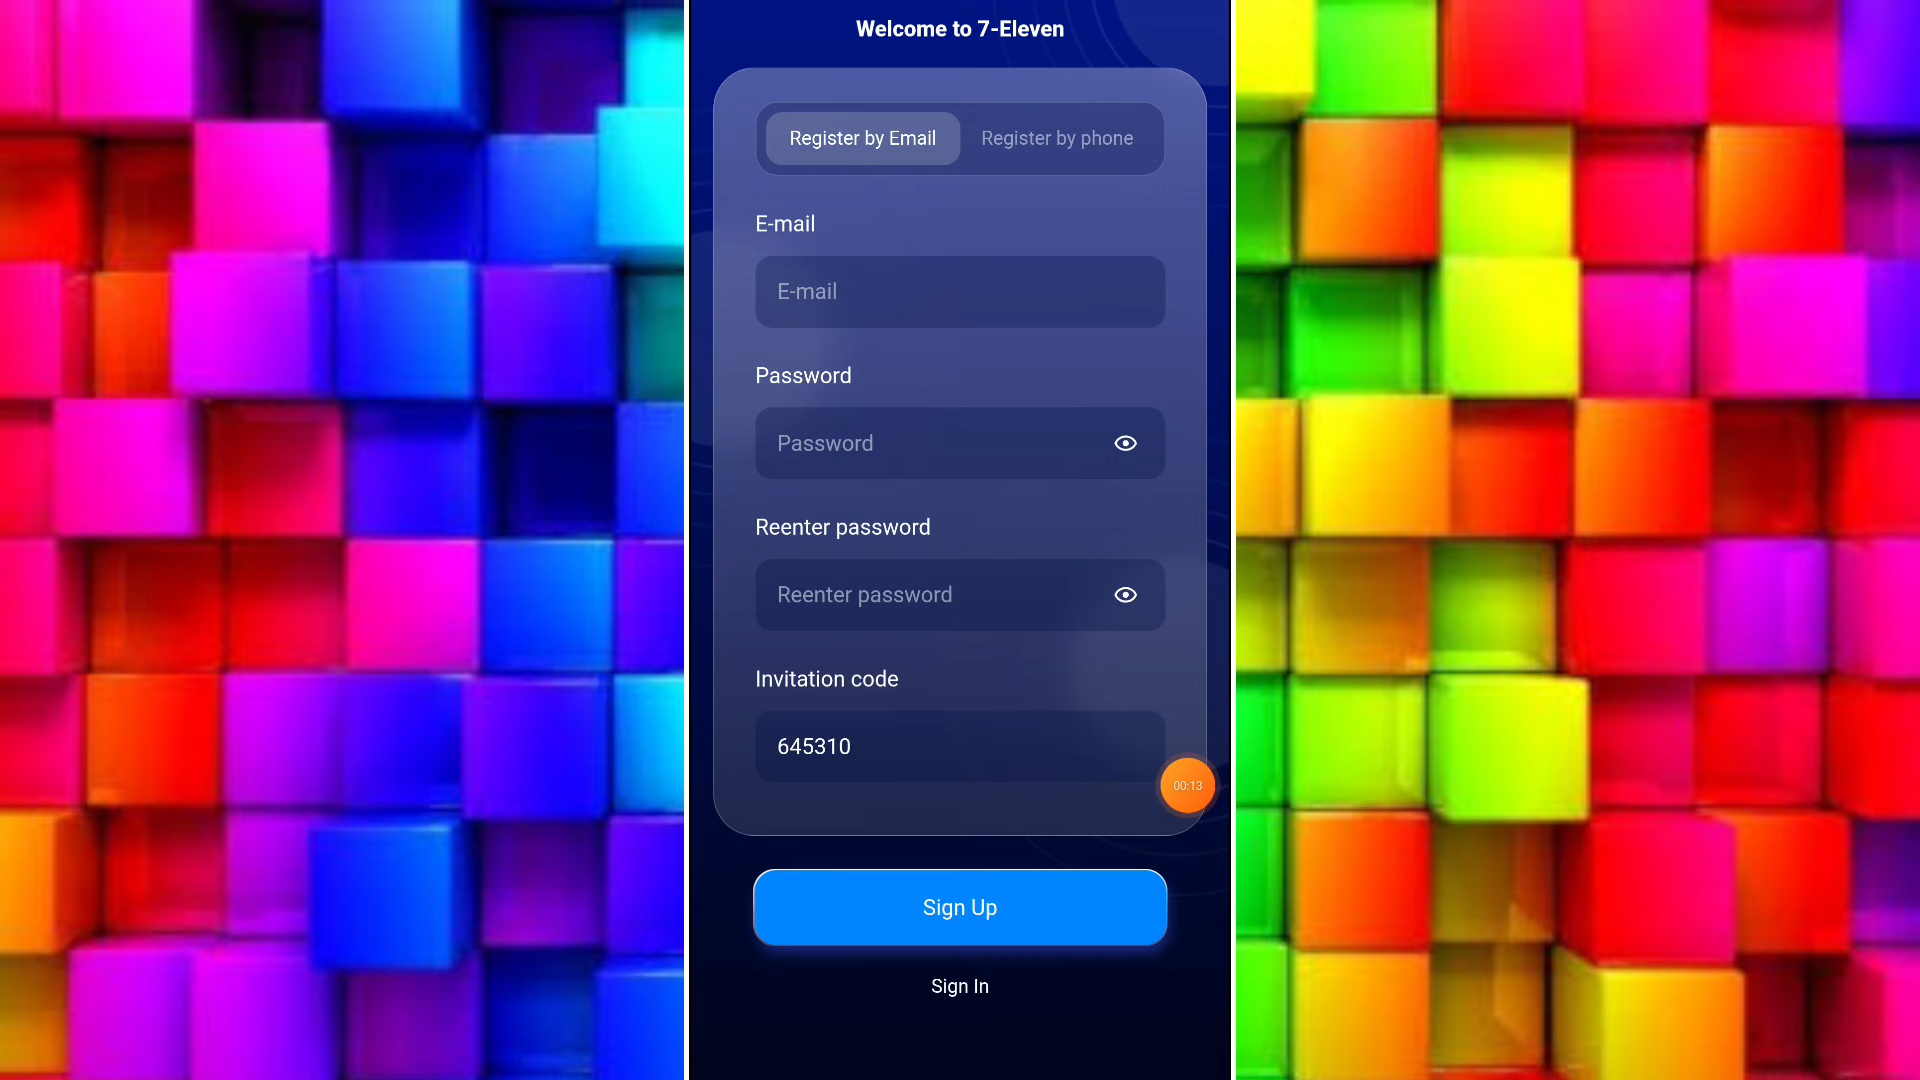 Welcome to 7-Eleven
Register by Email
Register by phone
E-mail
E-mail
Password
Password
Reenter password
Reenter password
Invitation code
645310
00:13
Sign Up
Sign In